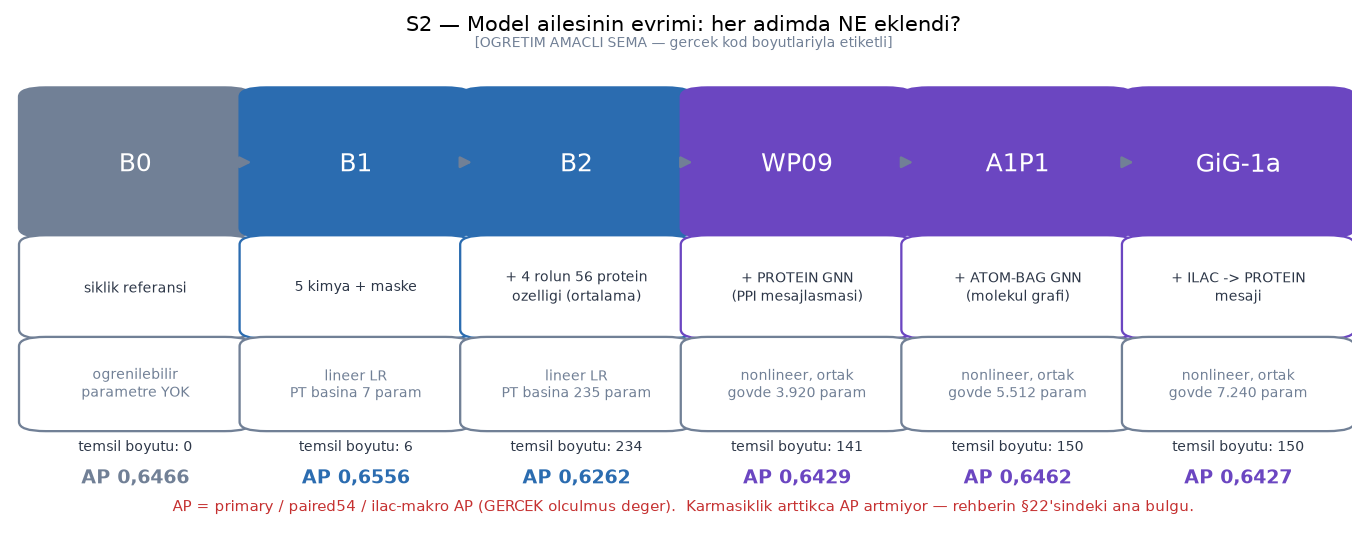 S2 — Model ailesinin evrimi: her adimda NE eklendi?
[OGRETIM AMACLI SEMA — gercek kod boyutlariyla etiketli]
B0
B1
B2
WP09
A1P1
GiG-1a
siklik referansi
5 kimya + maske
+ 4 rolun 56 protein
ozelligi (ortalama)
+ PROTEIN GNN
(PPI mesajlasmasi)
+ ATOM-BAG GNN
(molekul grafi)
+ ILAC -> PROTEIN
mesaji
ogrenilebilir
parametre YOK
lineer LR
PT basina 7 param
lineer LR
PT basina 235 param
nonlineer, ortak
govde 3.920 param
nonlineer, ortak
govde 5.512 param
nonlineer, ortak
govde 7.240 param
temsil boyutu: 0
temsil boyutu: 6
temsil boyutu: 234
temsil boyutu: 141
temsil boyutu: 150
temsil boyutu: 150
AP 0,6466
AP 0,6556
AP 0,6262
AP 0,6429
AP 0,6462
AP 0,6427
AP = primary / paired54 / ilac-makro AP (GERCEK olculmus deger).  Karmasiklik arttikca AP artmiyor — rehberin §22'sindeki ana bulgu.